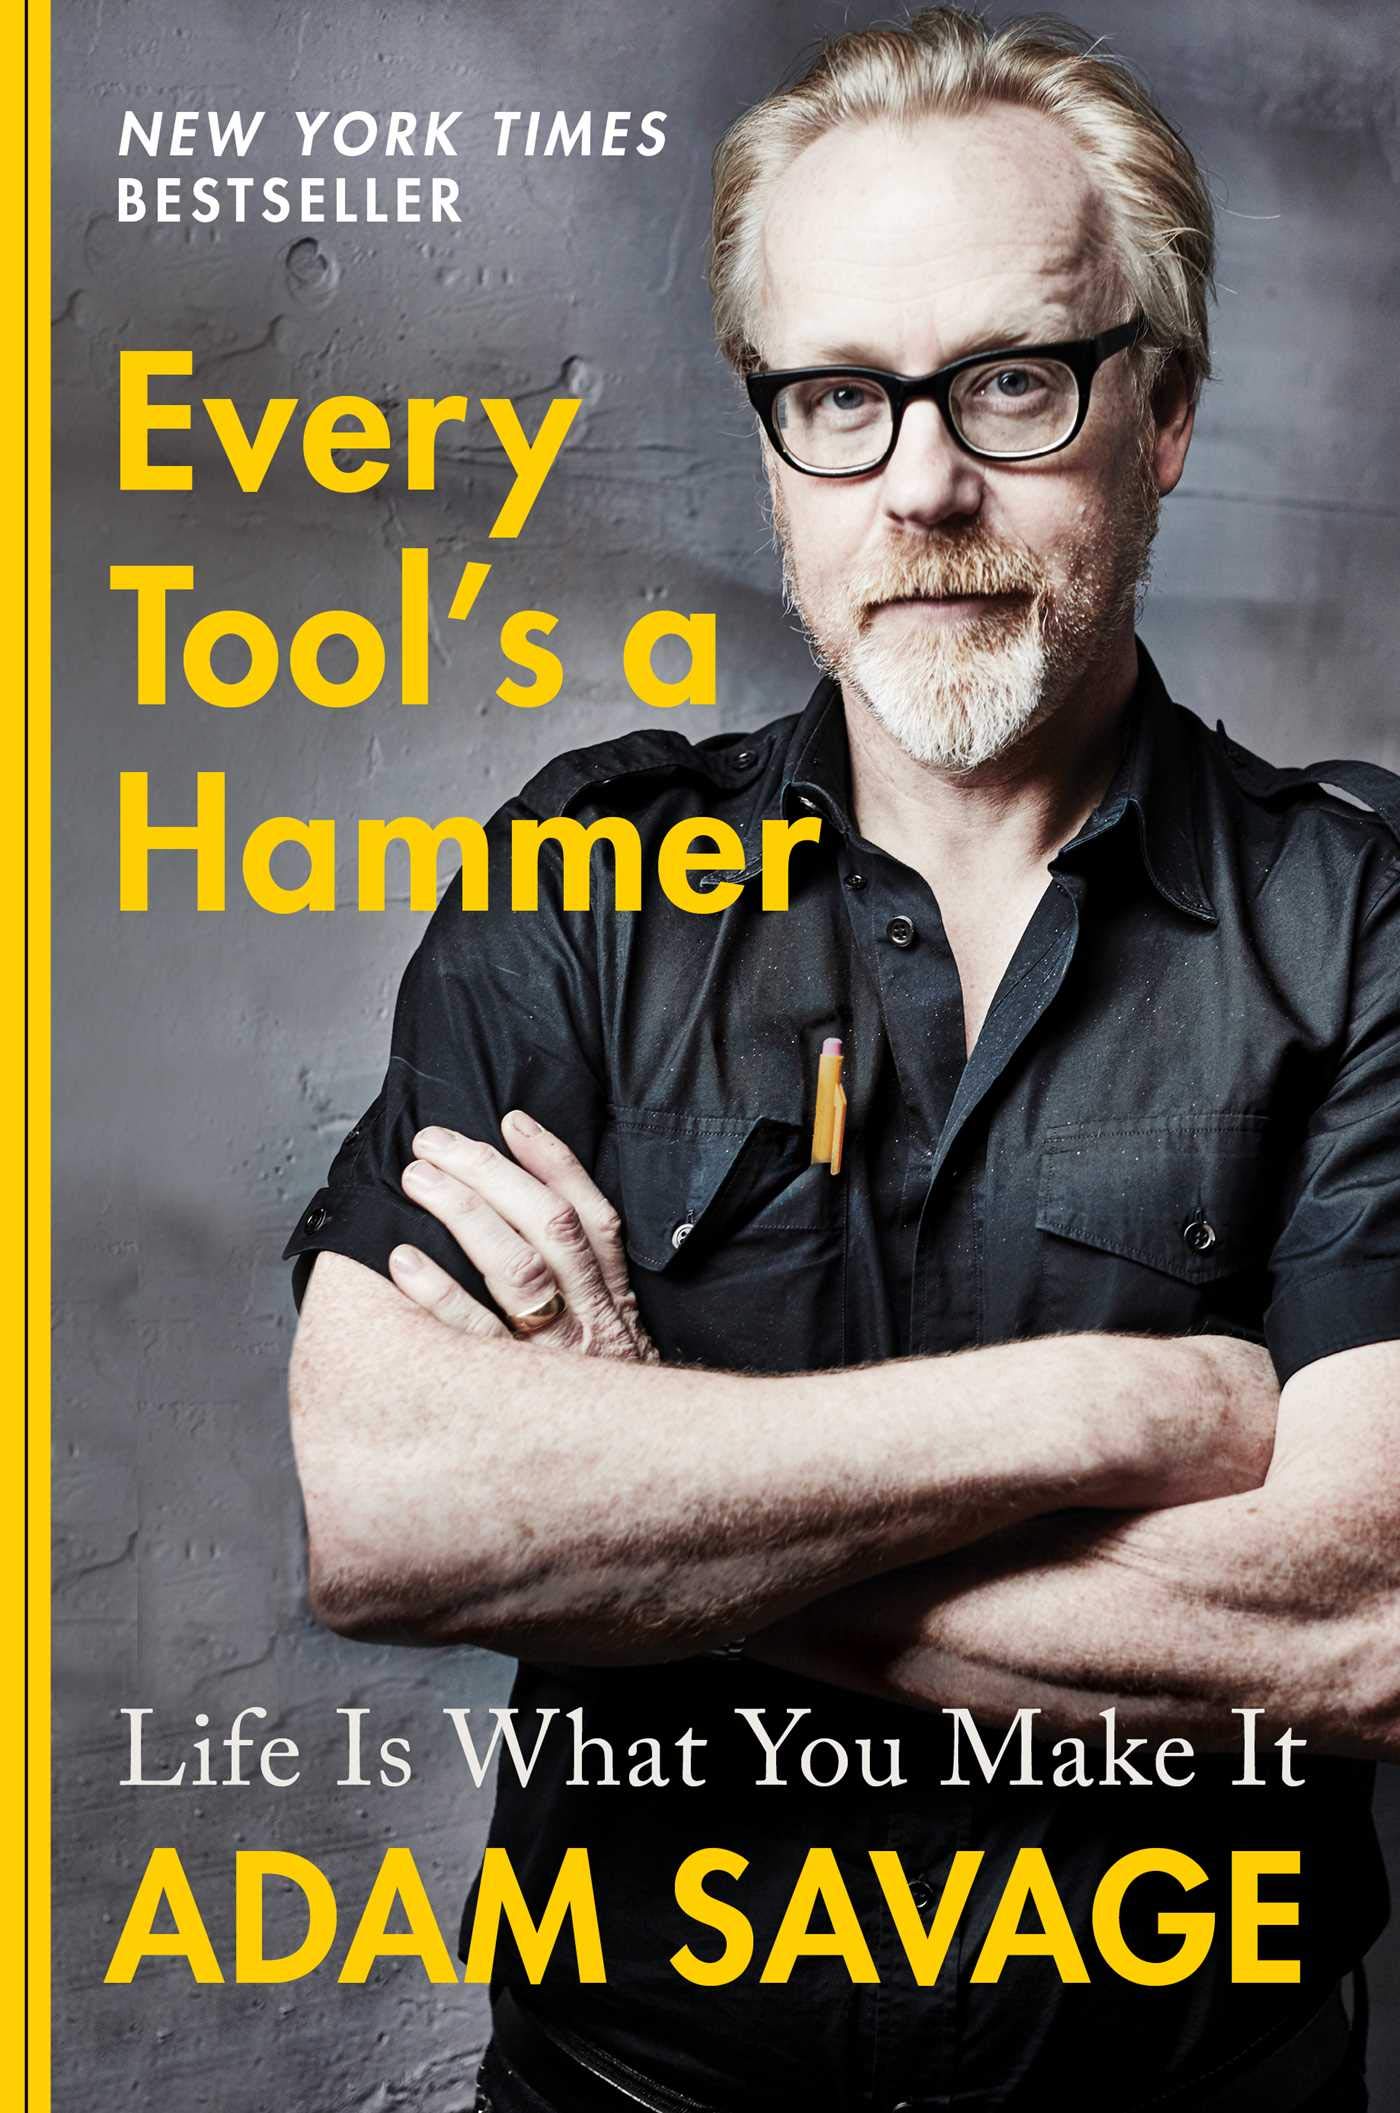 NEW YORK TIMES
BESTSELLER
Every
Tool's a
Hammer
Life Is What You Make It
ADAM SAVAGE